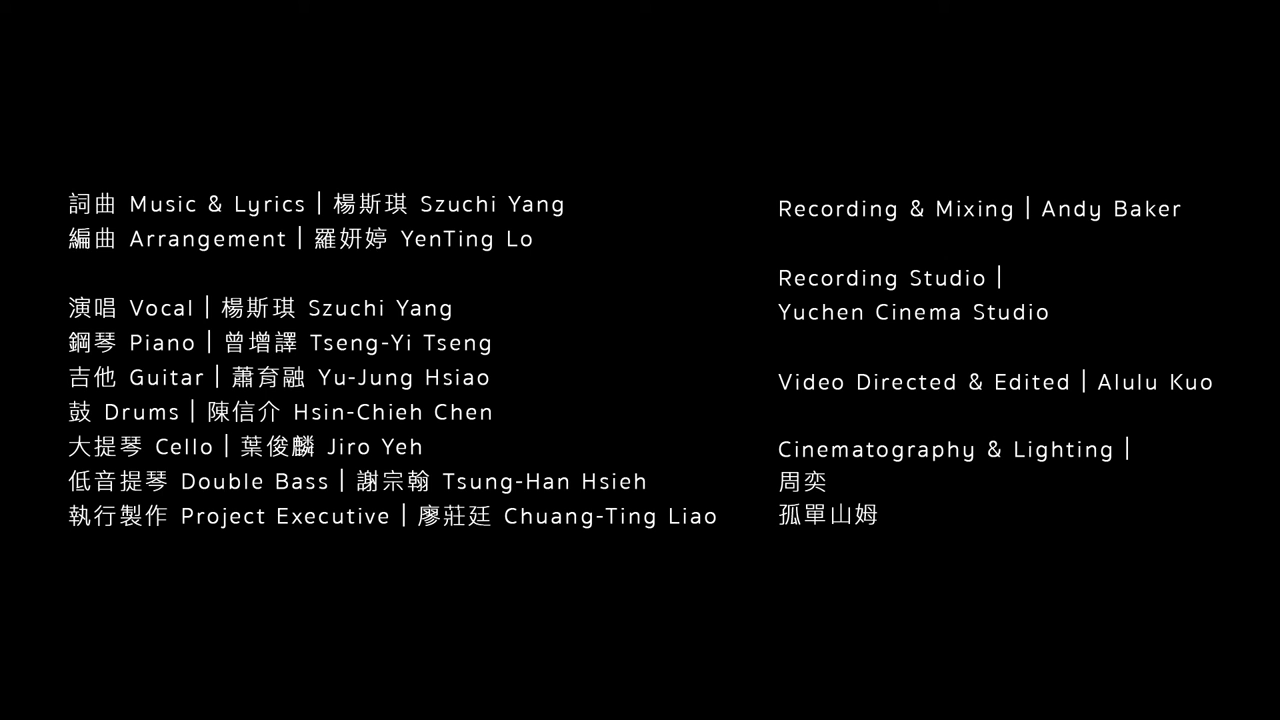 詞曲 Music & Lyrics | 楊斯琪 Szuchi Yang
編曲 Arrangement | 羅妍婷 YenTing Lo
演唱 Vocal | 楊斯琪 Szuchi Yang
鋼琴 Piano | 曾增譯 Tseng-Yi Tseng
吉他 Guitar | 蕭育融 Yu-Jung Hsiao
鼓 Drums | 陳信介 Hsin-Chieh Chen
大提琴 Cello | 葉俊麟 Jiro Yeh
低音提琴 Double Bass | 謝宗翰 Tsung-Han Hsieh
執行製作 Project Executive | 廖莊廷 Chuang-Ting Liao
Recording & Mixing | Andy Baker
Recording Studio |
Yuchen Cinema Studio
Video Directed & Edited | Alulu Kuo
Cinematography & Lighting |
周奕
孤單山姆